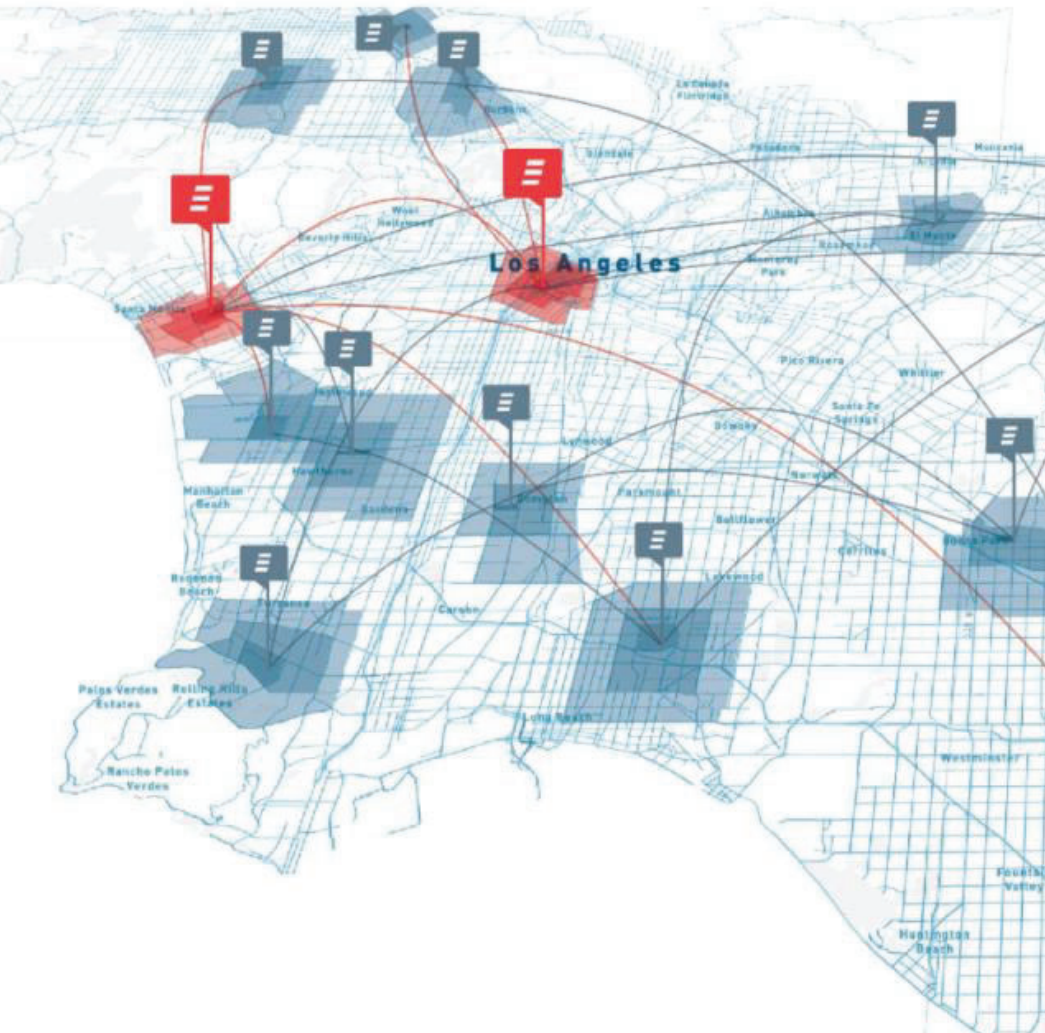 La Cañada
Flintridge
Burbank
Glendale
Pasadena
Arcadia
Monrovia
West
Hollywood
Beverly Hills
Alhambra
Rosemead
El Monte
Monterey
Park
Los Angeles
Santa Monica
Pico Rivera
Whittier
Inglewood
Santa Fe
Springs
Downey
Lynwood
Hawthorne
Norwalk
Manhattan
Beach
Gardena
Compton
Paramount
Bellflower
Cerritos
Buena Park
Redondo
Beach
Torrance
Carson
Lakewood
Palos Verdes
Estates
Rolling Hills
Estates
Long Beach
Rancho Palos
Verdes
Westminster
Fountain
Valley
Huntington
Beach